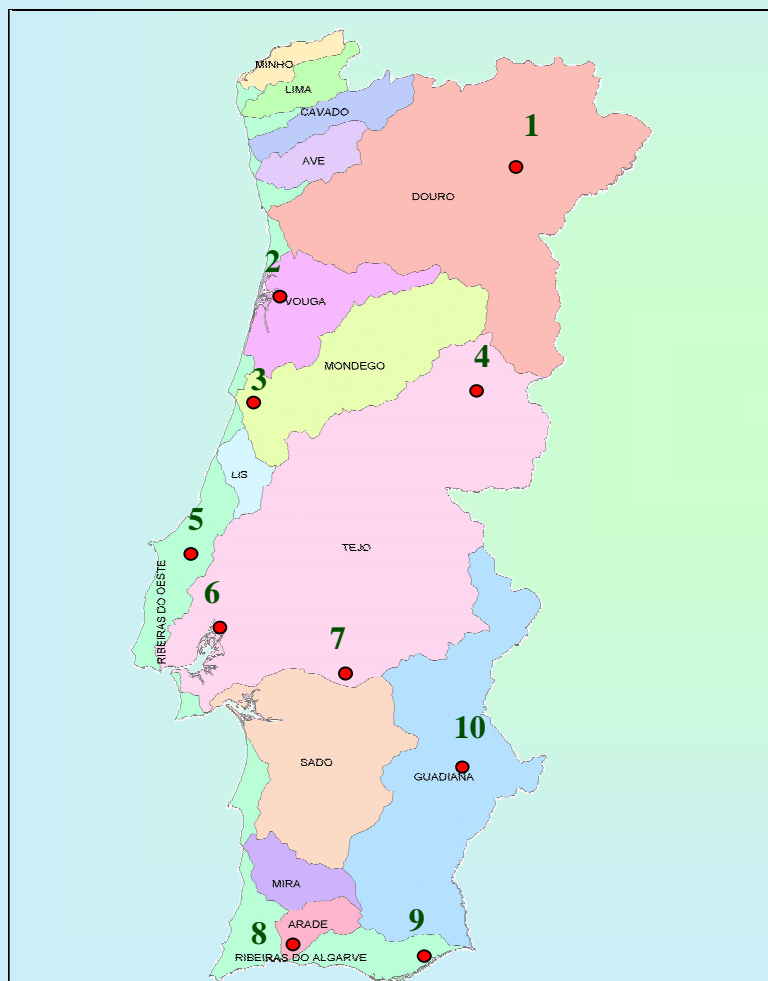 MINHO
LIMA
CAVADO
1
AVE
DOURO
2
VOUGA
4
MONDEGO
3
LIS
5
TEJO
RIBEIRAS DO OESTE
6
7
10
SADO
GUADIANA
MIRA
ARADE
9
8
RIBEIRAS DO ALGARVE